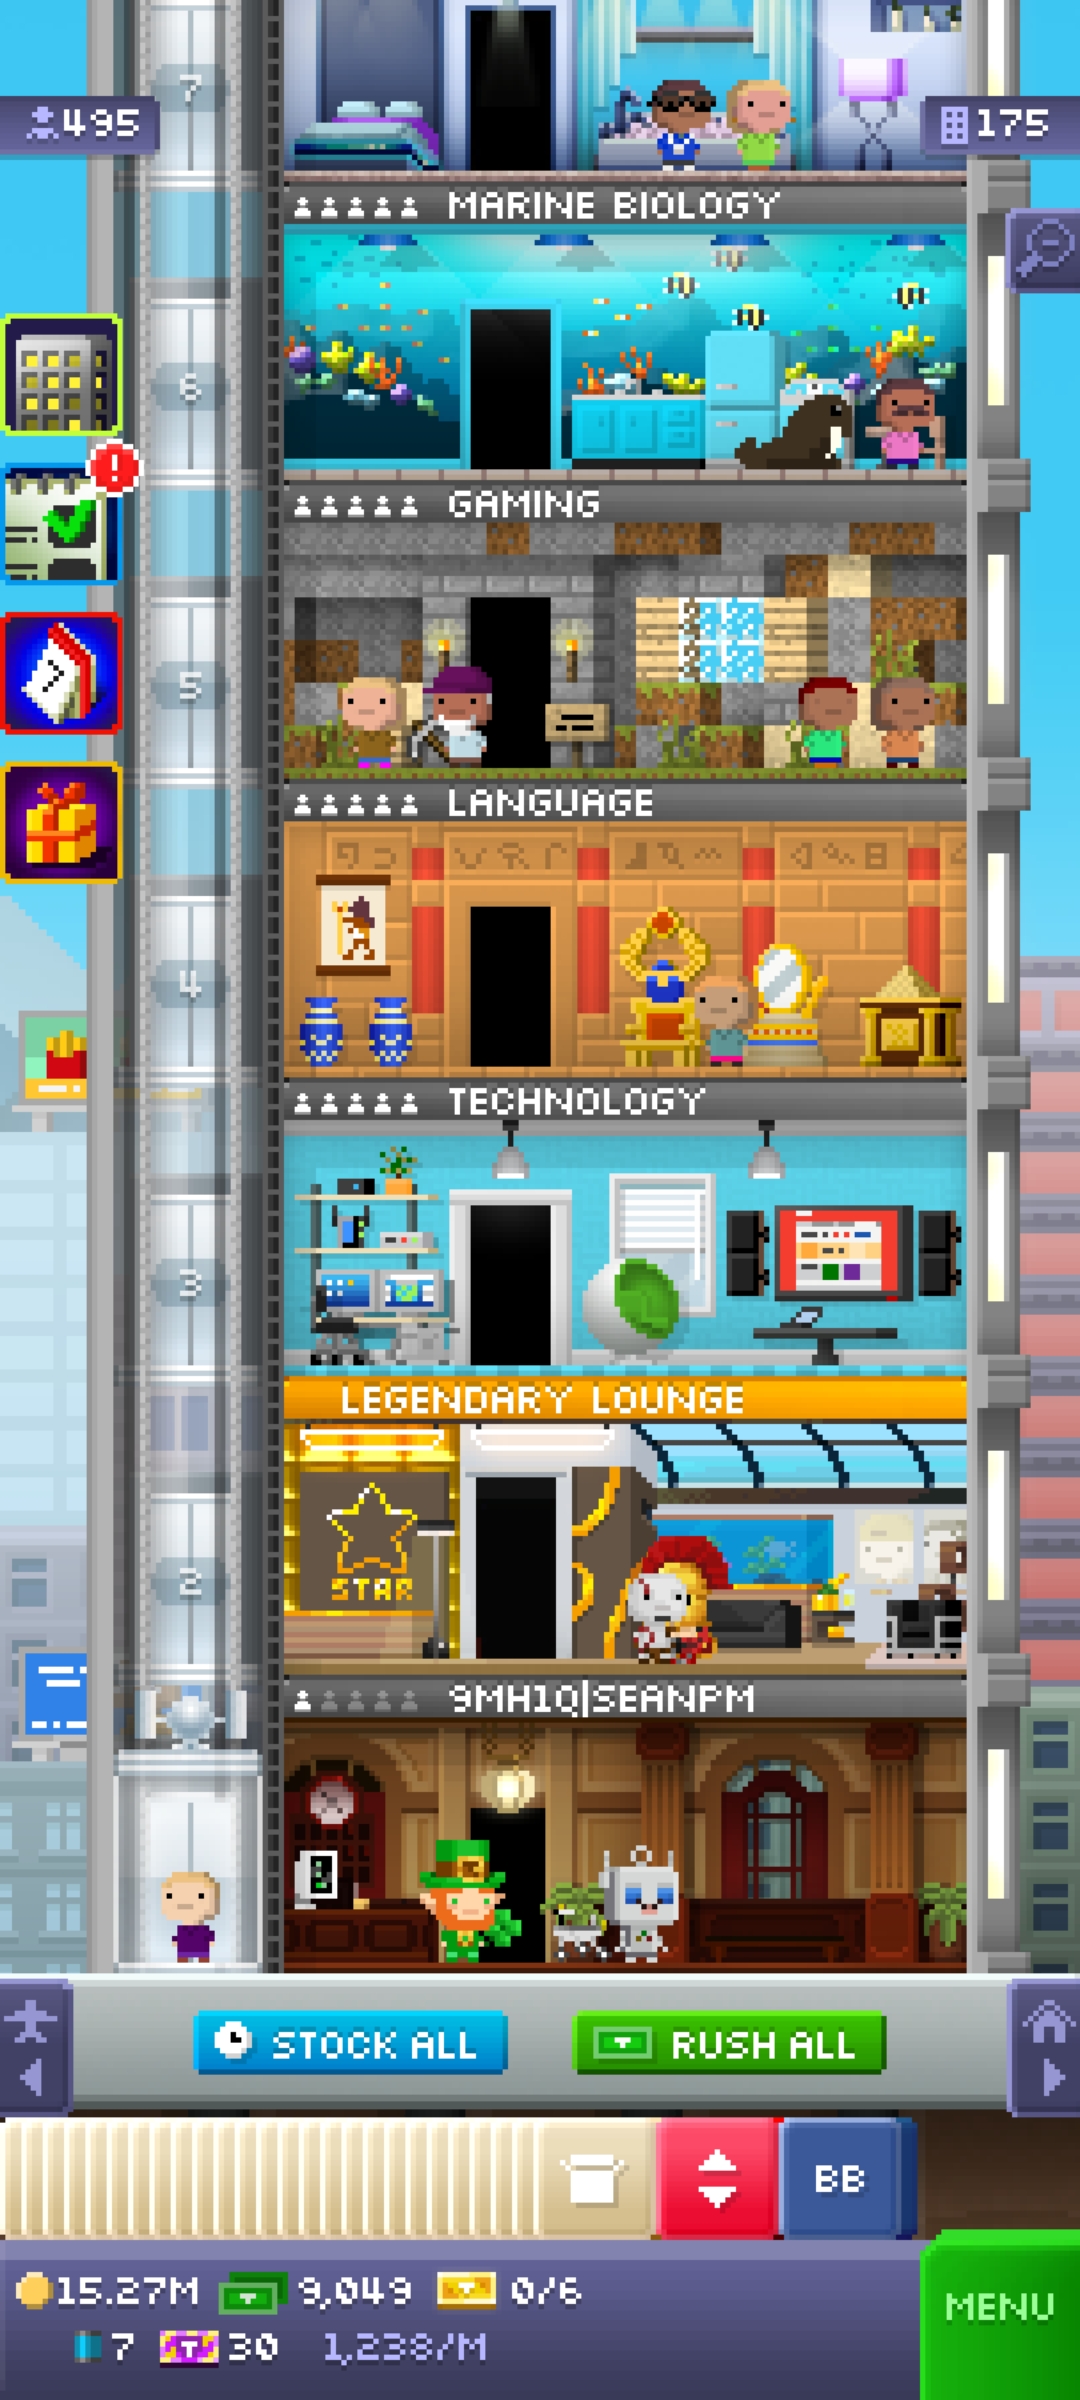 7
495
175
MARINE BIOLOGY
6
GAMING
5
LANGUAGE
4
TECHNOLOGY
3
LEGENDARY LOUNGE
STAR
2
9MH1Q|SEANPM
STOCK ALL
RUSH ALL
BB
15.27M
9,049
0/6
MENU
7
30
1,238/M